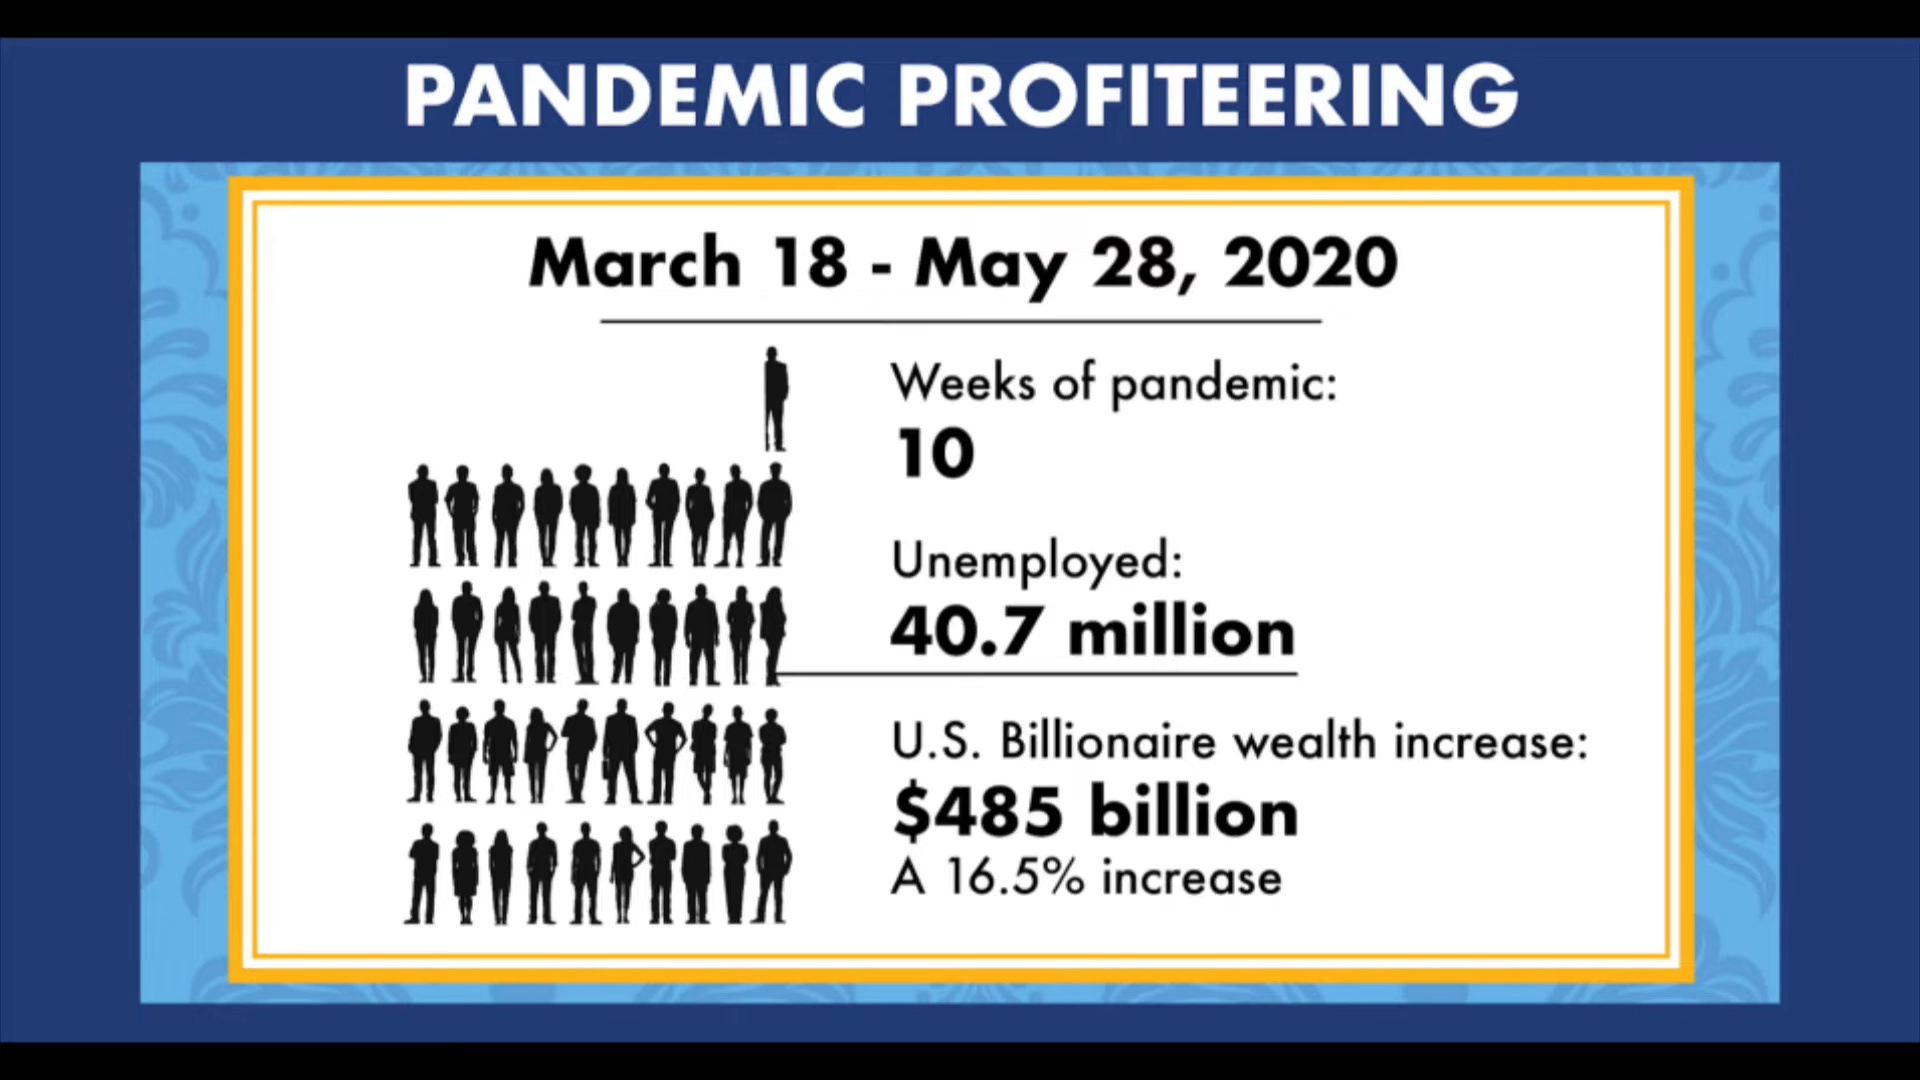 PANDEMIC PROFITEERING
March 18 - May 28, 2020
Weeks of pandemic:
10
Unemployed:
40.7 million
U.S. Billionaire wealth increase:
$485 billion
A 16.5% increase